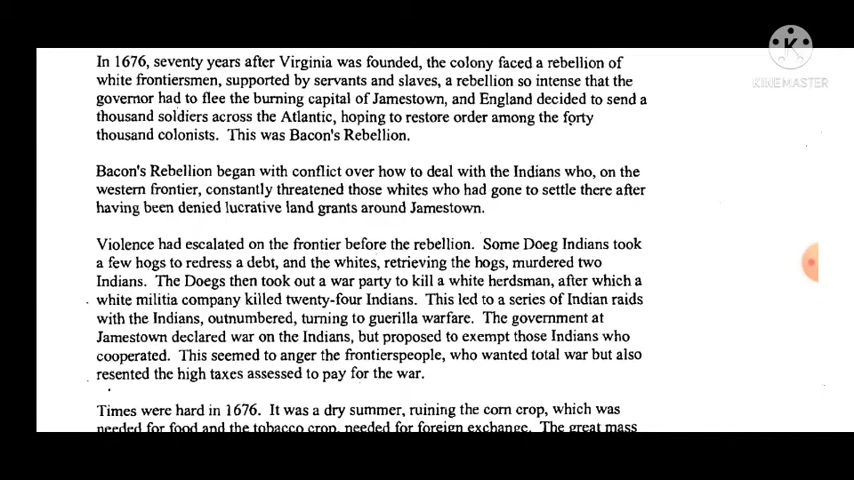 In 1676, seventy years after Virginia was founded, the colony faced a rebellion of
white frontiersmen, supported by servants and slaves, a rebellion so intense that the
governor had to flee the burning capital of Jamestown, and England decided to send a
thousand soldiers across the Atlantic, hoping to restore order among the forty
thousand colonists. This was Bacon's Rebellion.
Bacon's Rebellion began with conflict over how to deal with the Indians who, on the
western frontier, constantly threatened those whites who had gone to settle there after
having been denied lucrative land grants around Jamestown.
Violence had escalated on the frontier before the rebellion. Some Doeg Indians took
a few hogs to redress a debt, and the whites, retrieving the hogs, murdered two
Indians. The Doegs then took out a war party to kill a white herdsman, after which a
white militia company killed twenty-four Indians. This led to a series of Indian raids
with the Indians, outnumbered, turning to guerilla warfare. The government at
Jamestown declared war on the Indians, but proposed to exempt those Indians who
cooperated. This seemed to anger the frontierspeople, who wanted total war but also
resented the high taxes assessed to pay for the war.
Times were hard in 1676. It was a dry summer, ruining the corn crop, which was
needed for food and the tobacco crop, needed for foreign exchange. The great mass
KINEMASTER